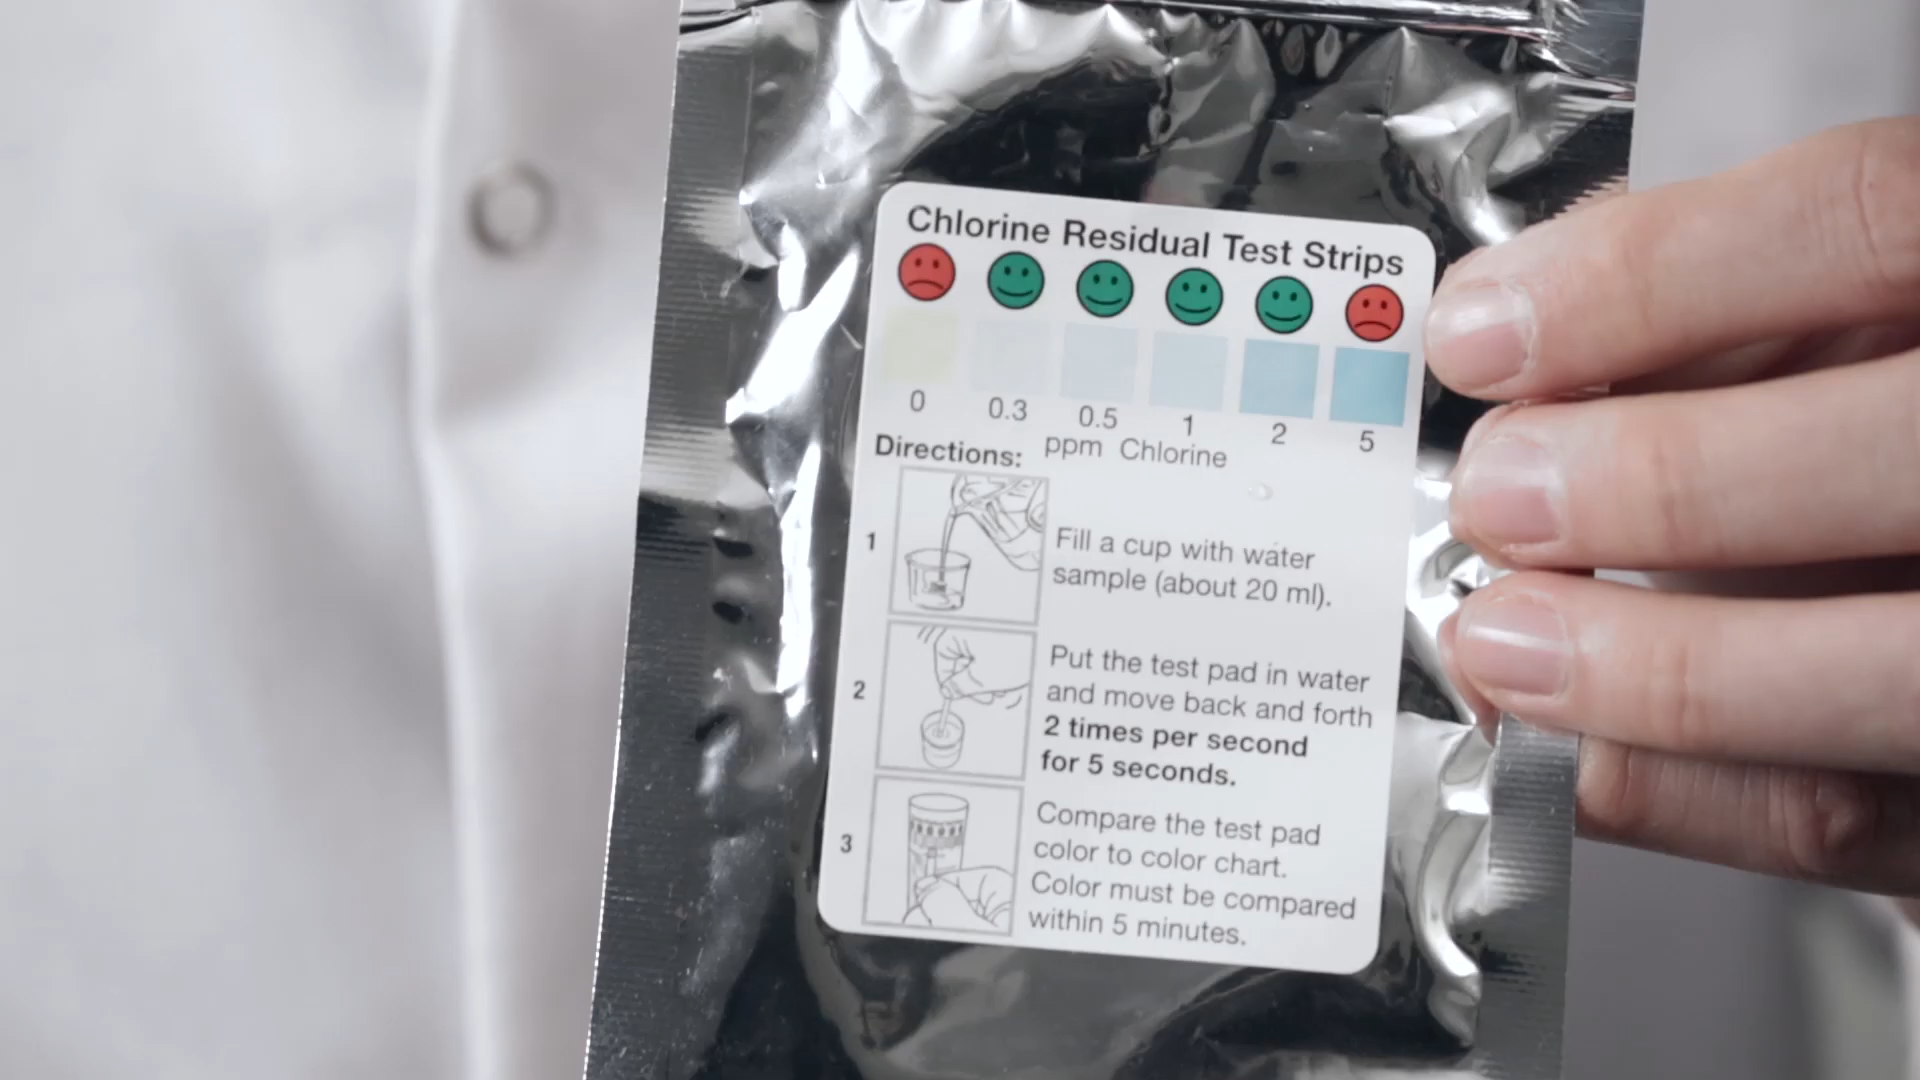 Chlorine Residual Test Strips
0 0.3 0.5 1 2 5
ppm Chlorine
Directions:
1
Fill a cup with water
sample (about 20 ml).
2
Put the test pad in water
and move back and forth
2 times per second
for 5 seconds.
3
Compare the test pad
color to color chart.
Color must be compared
within 5 minutes.